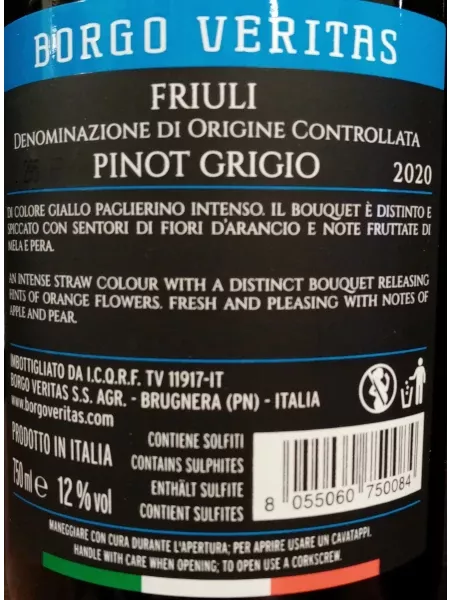 BORGO VERITAS
FRIULI
DENOMINAZIONE DI ORIGINE CONTROLLATA
PINOT GRIGIO 2020
DI COLORE GIALLO PAGLIERINO INTENSO. IL BOUQUET È DISTINTO E
SPICCATO CON SENTORI DI FIORI D'ARANCIO E NOTE FRUTTATE DI
MELA E PERA.
AN INTENSE STRAW COLOUR WITH A DISTINCT BOUQUET RELEASING
HINTS OF ORANGE FLOWERS. FRESH AND PLEASING WITH NOTES OF
APPLE AND PEAR.
IMBOTTIGLIATO DA I.C.Q.R.F. TV 11917-IT
BORGO VERITAS S.S. AGR. - BRUGNERA (PN) - ITALIA
www.borgoveritas.com
PRODOTTO IN ITALIA
750 ml e 12 % vol
CONTIENE SOLFITI
CONTAINS SULPHITES
ENTHÄLT SULFITE
CONTIENT SULFITES
8 055060 750084
MANEGGIARE CON CURA DURANTE L'APERTURA; PER APRIRE USARE UN CAVATAPPI.
HANDLE WITH CARE WHEN OPENING; TO OPEN USE A CORKSCREW.